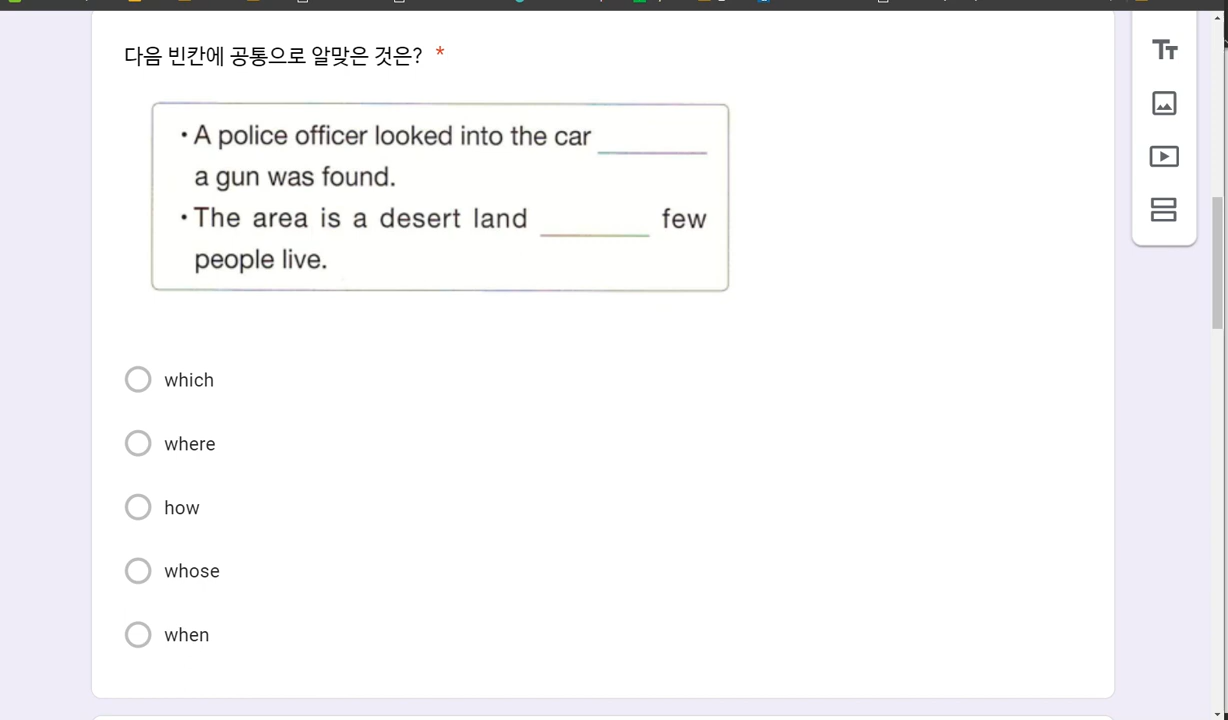 다음 빈칸에 공통으로 알맞은 것은? *
• A police officer looked into the car ________
a gun was found.
• The area is a desert land ________ few
people live.
which
where
how
whose
when